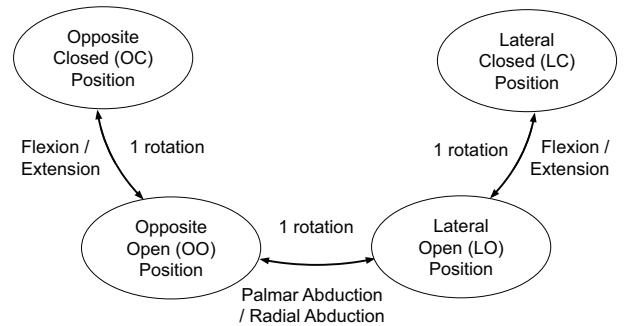 Opposite
Closed (OC)
Position
Lateral
Closed (LC)
Position
Flexion /
Extension
1 rotation
1 rotation
Flexion /
Extension
Opposite
Open (OO)
Position
1 rotation
Lateral
Open (LO)
Position
Palmar Abduction
/ Radial Abduction